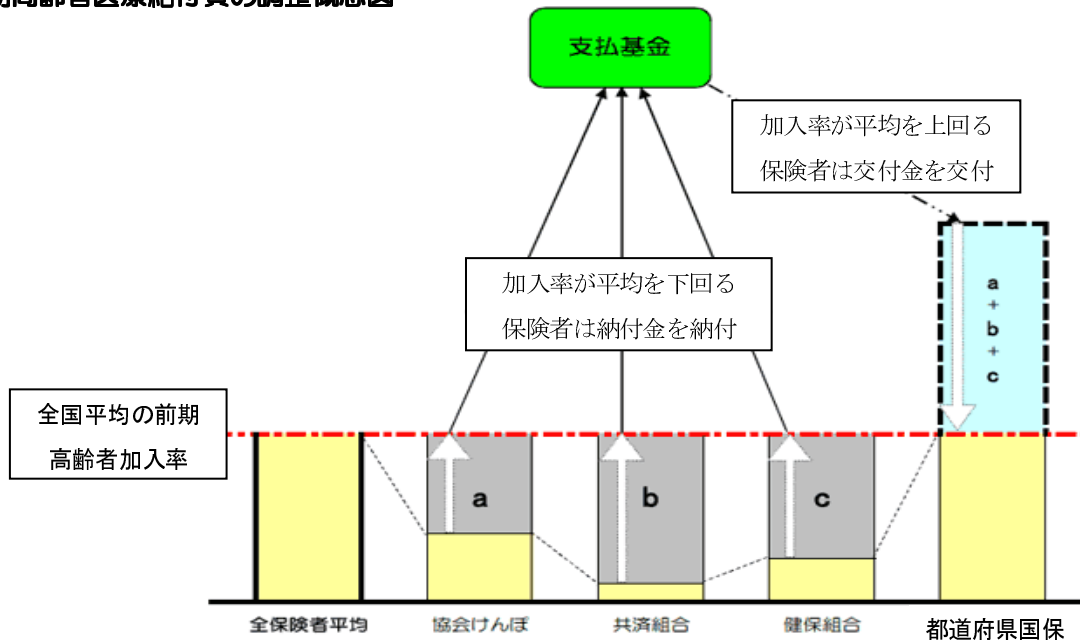 支払基金
加入率が平均を上回る
保険者は交付金を交付
加入率が平均を下回る
保険者は納付金を納付
a
+
b
+
c
全国平均の前期
高齢者加入率
a
b
c
全保険者平均
協会けんぽ
共済組合
健保組合
都道府県国保